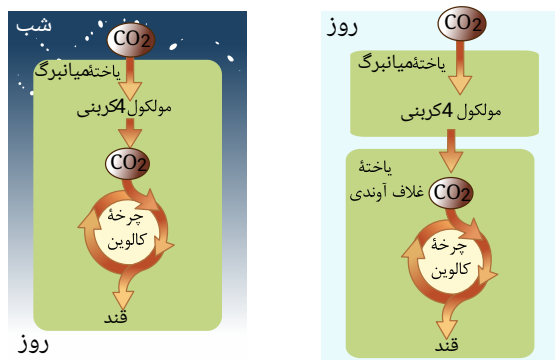 روز
CO2
یاختهٔ میانبرگ
مولکول 4کربنی
یاختهٔ
غلاف آوندی
CO2
چرخهٔ
کالوین
قند
شب
CO2
یاختهٔ میانبرگ
مولکول 4کربنی
CO2
چرخهٔ
کالوین
قند
روز